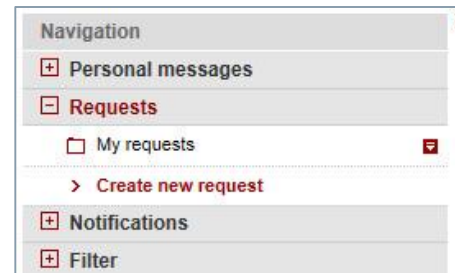 Navigation
Personal messages
Requests
My requests
Create new request
Notifications
Filter